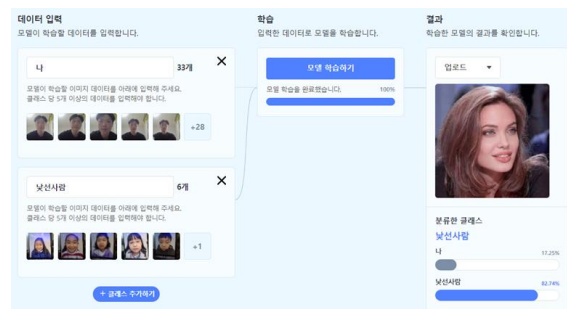 데이터 입력
모델이 학습할 데이터를 입력합니다.
나
33개
모델이 학습할 이미지 데이터를 아래에 입력해 주세요.
클래스 당 5개 이상의 데이터를 입력해야 합니다.
+28
낯선사람
6개
모델이 학습할 이미지 데이터를 아래에 입력해 주세요.
클래스 당 5개 이상의 데이터를 입력해야 합니다.
+1
+ 클래스 추가하기
학습
입력한 데이터로 모델을 학습합니다.
모델 학습하기
모델 학습을 완료했습니다.
100%
결과
학습한 모델의 결과를 확인합니다.
업로드
분류한 클래스
낯선사람
나
17.25%
낯선사람
82.74%